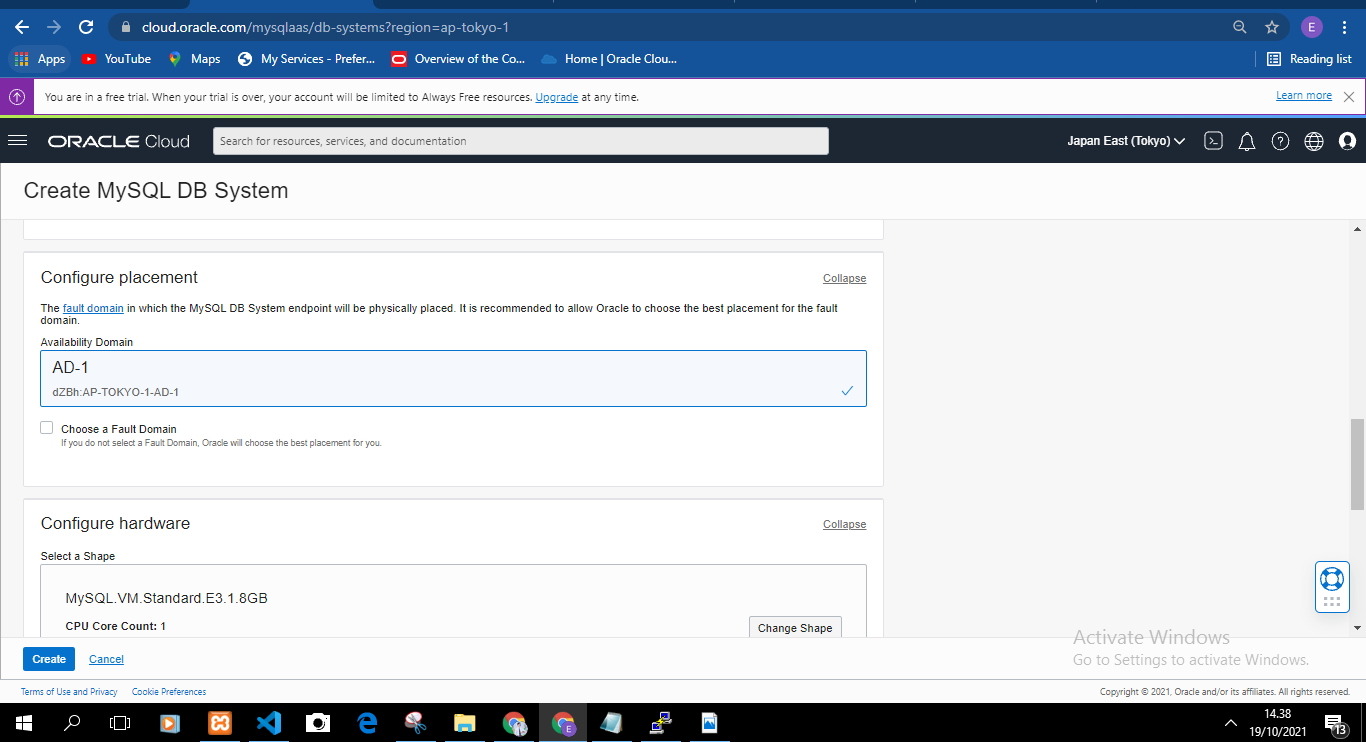 cloud.oracle.com/mysqlaas/db-systems?region=ap-tokyo-1
E
Apps
YouTube
Maps
My Services - Prefer...
Overview of the Co...
Home | Oracle Clou...
Reading list
You are in a free trial. When your trial is over, your account will be limited to Always Free resources. Upgrade at any time.
Learn more
ORACLE Cloud
Search for resources, services, and documentation
Japan East (Tokyo)
Create MySQL DB System
Configure placement
Collapse
The fault domain in which the MySQL DB System endpoint will be physically placed. It is recommended to allow Oracle to choose the best placement for the fault
domain.
Availability Domain
AD-1
dZBh:AP-TOKYO-1-AD-1
Choose a Fault Domain
If you do not select a Fault Domain, Oracle will choose the best placement for you.
Configure hardware
Collapse
Select a Shape
MySQL.VM.Standard.E3.1.8GB
CPU Core Count: 1
Change Shape
Create
Cancel
Activate Windows
Go to Settings to activate Windows.
Terms of Use and Privacy
Cookie Preferences
Copyright © 2021, Oracle and/or its affiliates. All rights reserved.
14.38
19/10/2021
13